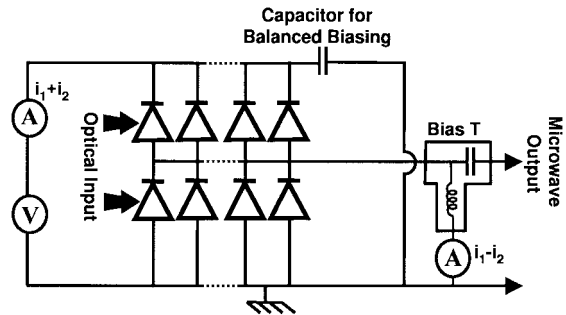 Capacitor for
Balanced Biasing
i₁+i₂
A
V
Optical Input
Bias T
Microwave
Output
A
i₁-i₂